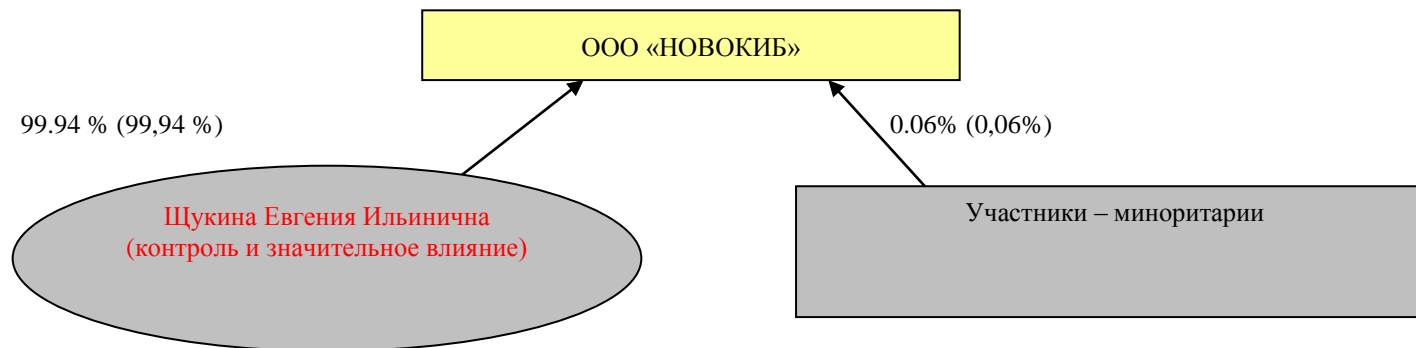 ООО «НОВОКИБ»
99.94 % (99,94 %)
0.06% (0,06%)
Щукина Евгения Ильинична
(контроль и значительное влияние)
Участники – миноритарии